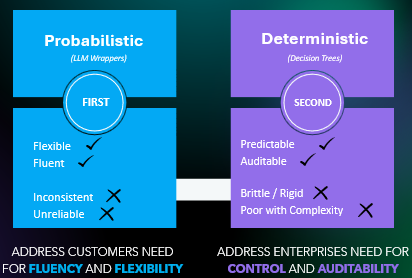 Probabilistic
(LLM Wrappers)
FIRST
Flexible
Fluent
Inconsistent
Unreliable
ADDRESS CUSTOMERS NEED
FOR FLUENCY AND FLEXIBILITY
Deterministic
(Decision Trees)
SECOND
Predictable
Auditable
Brittle / Rigid
Poor with Complexity
ADDRESS ENTERPRISES NEED FOR
CONTROL AND AUDITABILITY